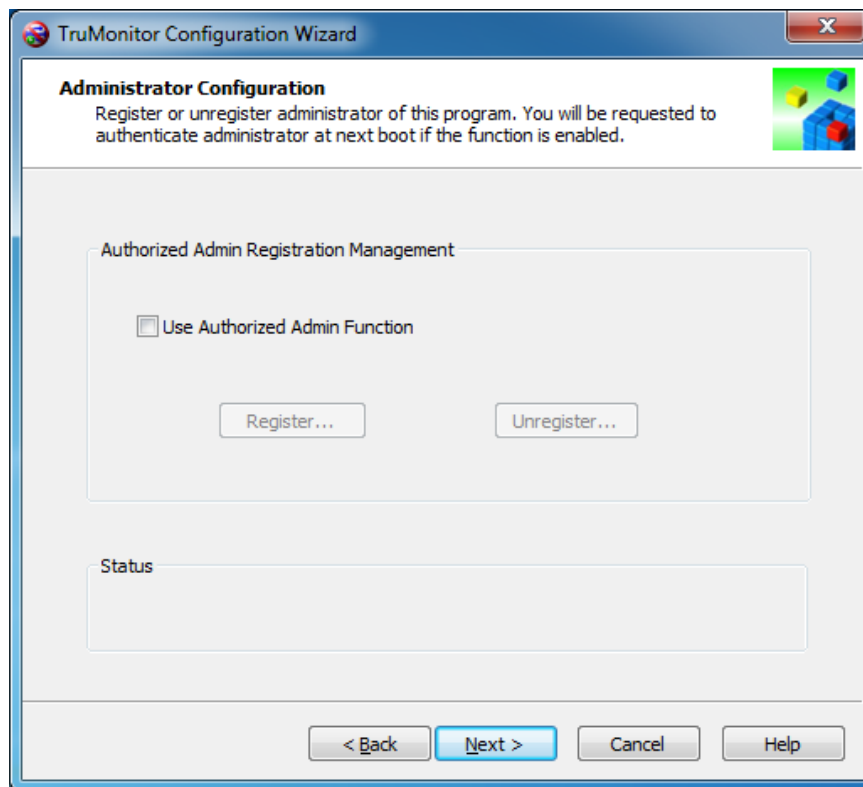 TruMonitor Configuration Wizard
Administrator Configuration
Register or unregister administrator of this program. You will be requested to
authenticate administrator at next boot if the function is enabled.
Authorized Admin Registration Management
Use Authorized Admin Function
Register...
Unregister...
Status
< Back
Next >
Cancel
Help